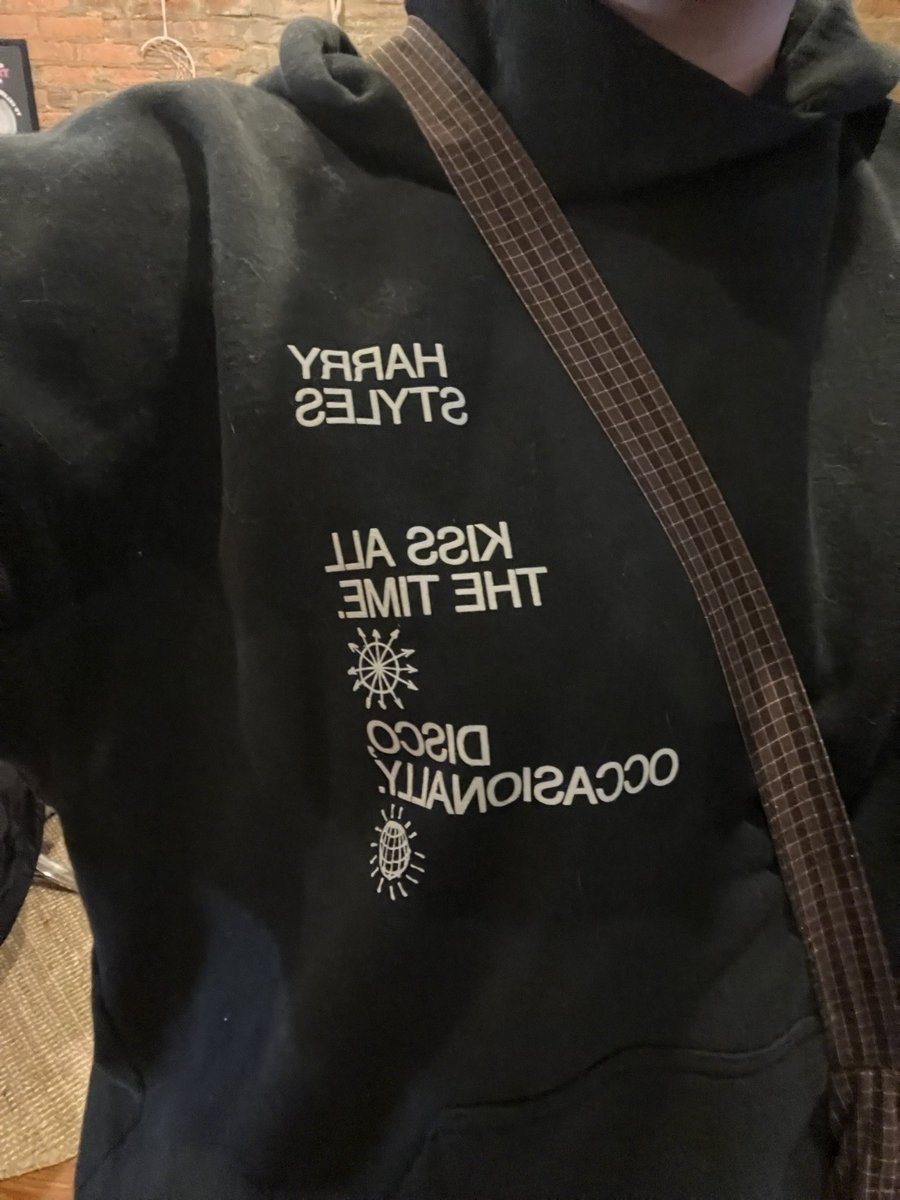 HARRY
STYLES
KISS ALL
THE TIME.
DISCO,
OCCASIONALLY.